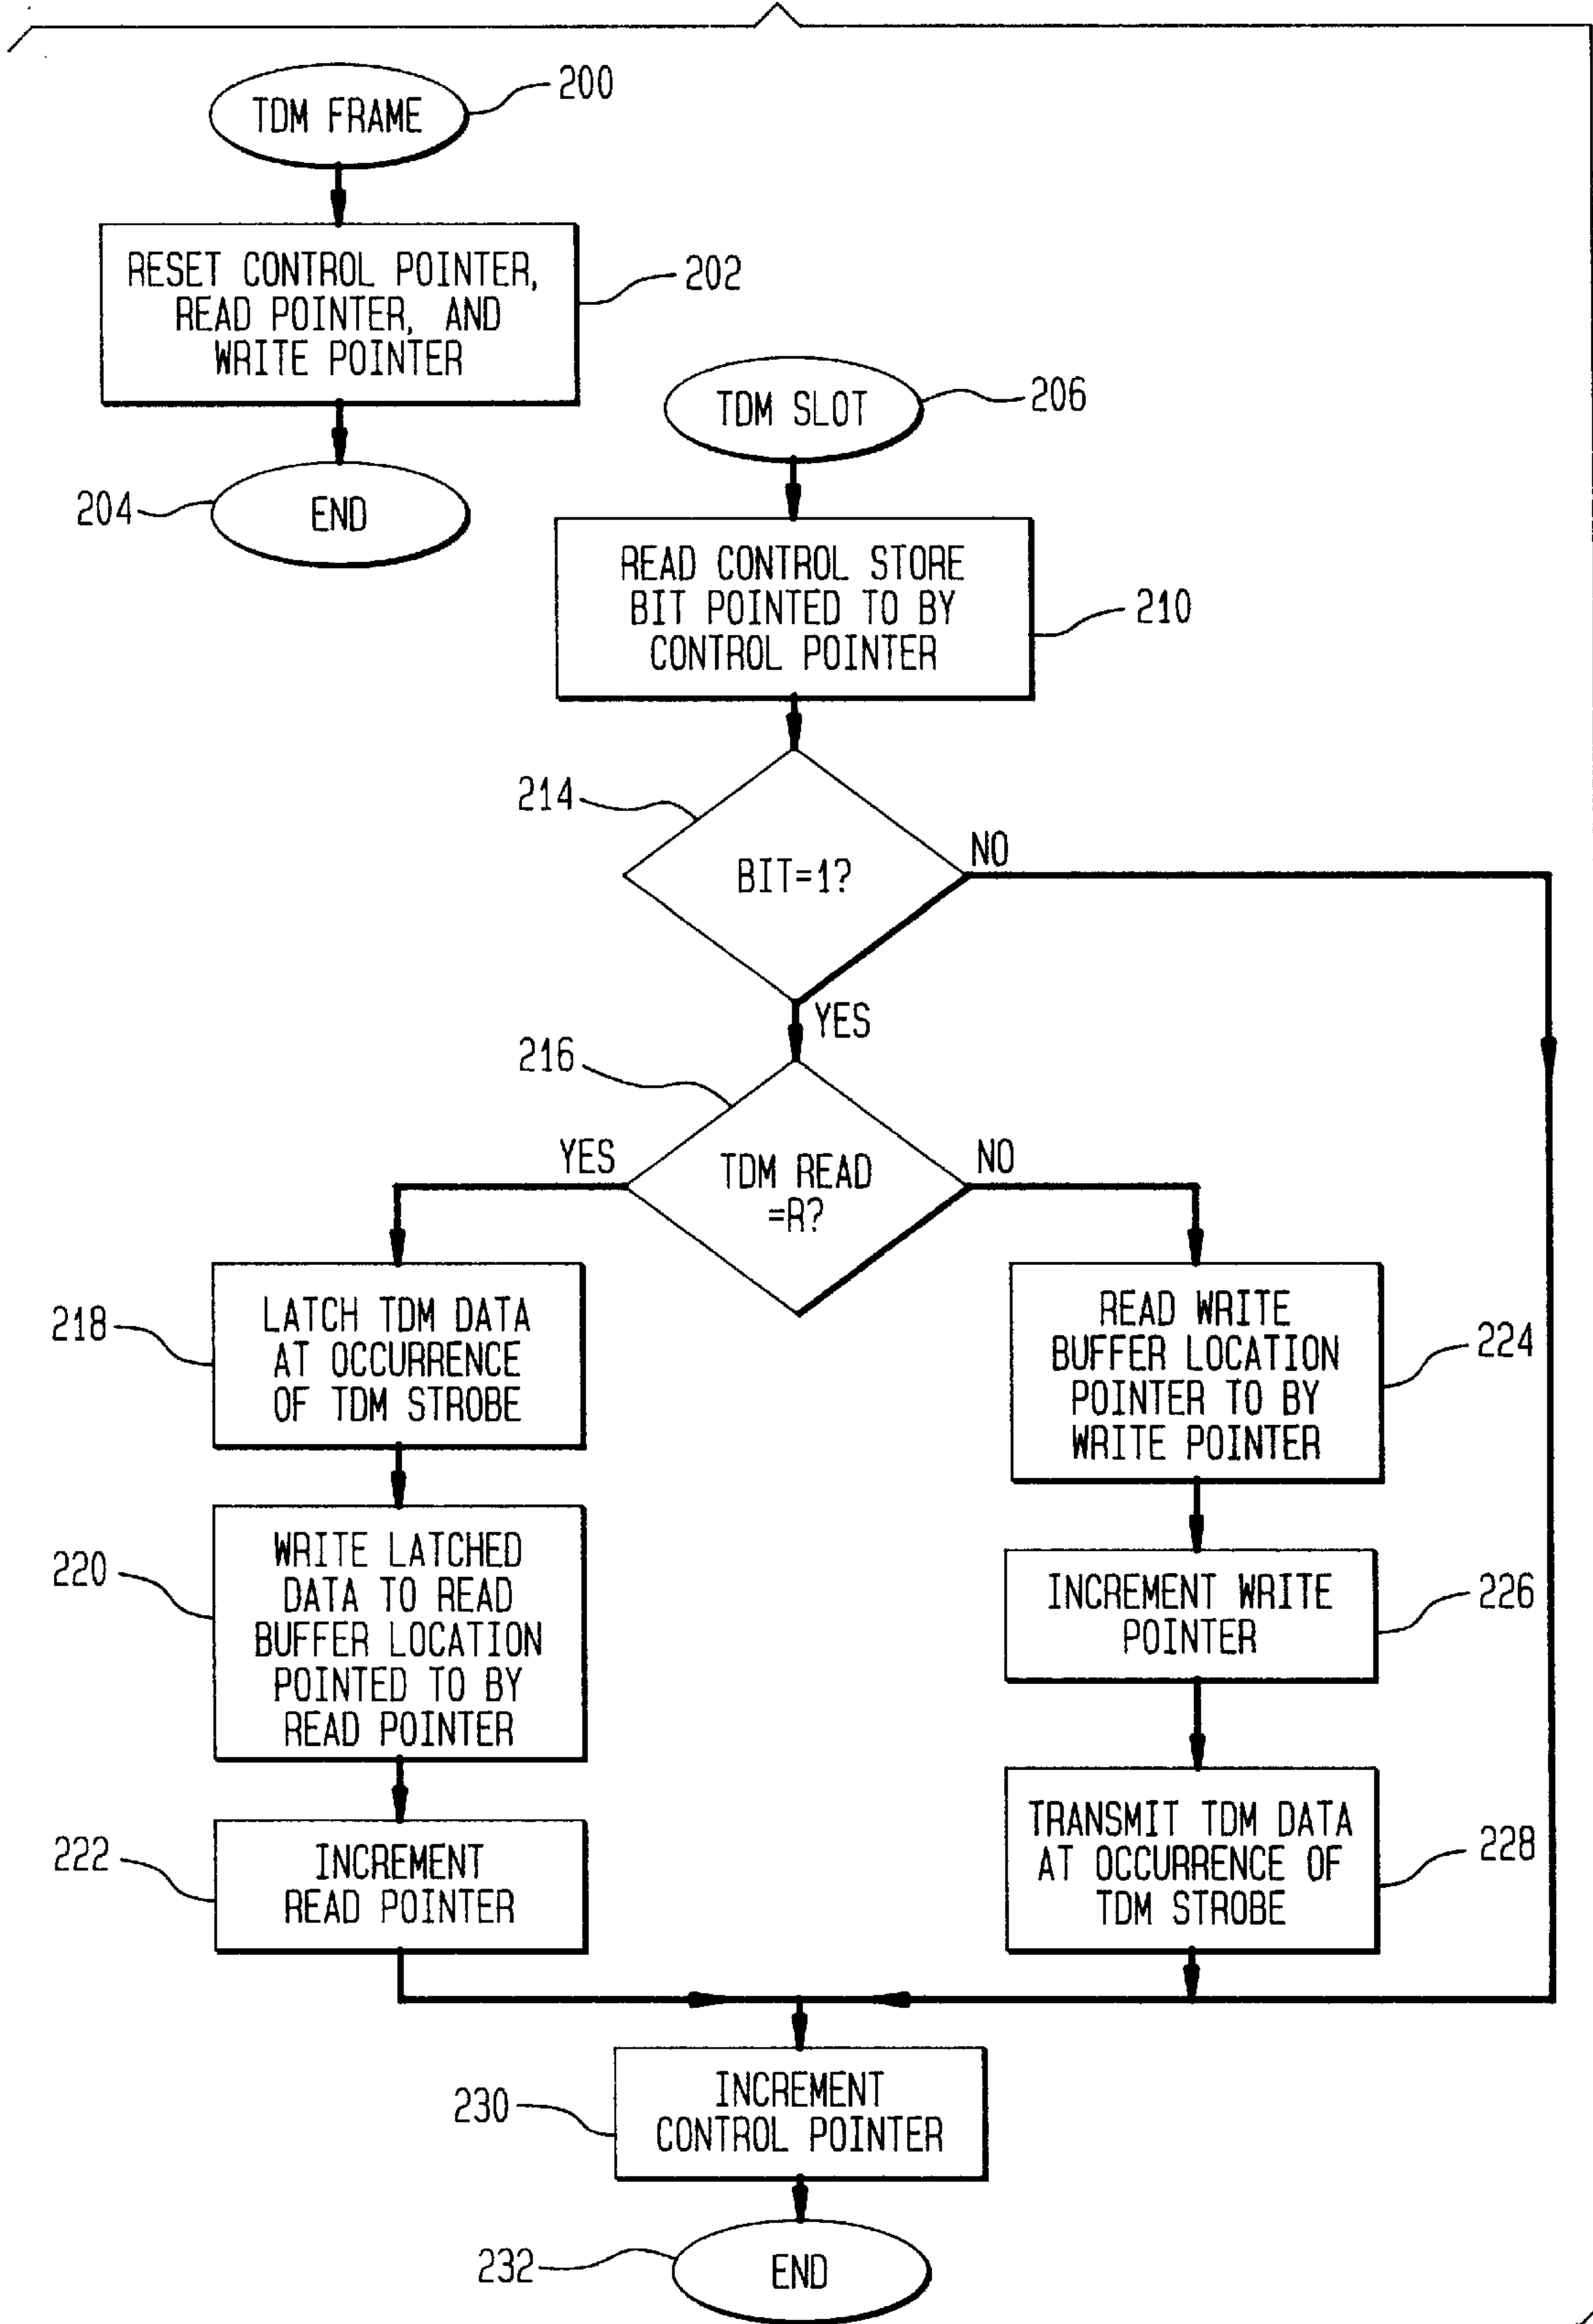 TDM FRAME
200
RESET CONTROL POINTER,
READ POINTER, AND
WRITE POINTER
202
END
204
TDM SLOT
206
READ CONTROL STORE
BIT POINTED TO BY
CONTROL POINTER
210
214
BIT=1?
NO
YES
216
TDM READ
=R?
YES
NO
218
LATCH TDM DATA
AT OCCURRENCE
OF TDM STROBE
220
WRITE LATCHED
DATA TO READ
BUFFER LOCATION
POINTED TO BY
READ POINTER
222
INCREMENT
READ POINTER
READ WRITE
BUFFER LOCATION
POINTER TO BY
WRITE POINTER
224
INCREMENT WRITE
POINTER
226
TRANSMIT TDM DATA
AT OCCURRENCE OF
TDM STROBE
228
230
INCREMENT
CONTROL POINTER
232
END